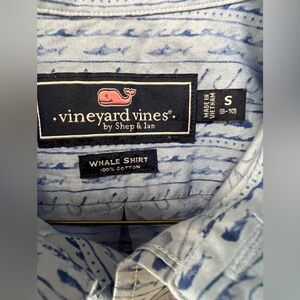 vineyard vines®
by Shep & Ian
MADE IN
VIETNAM
S
(8-10)
WHALE SHIRT
100% COTTON